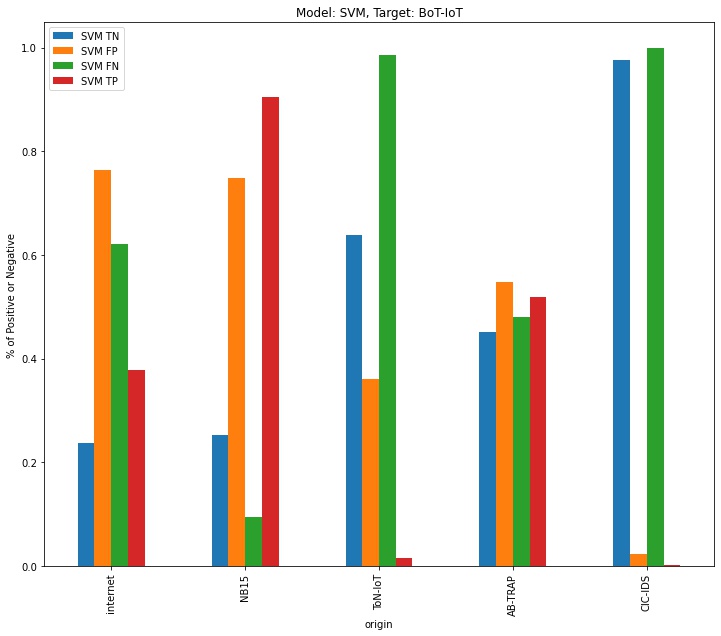 Model: SVM, Target: BoT-IoT
SVM TN
SVM FP
SVM FN
SVM TP
% of Positive or Negative
1.0
0.8
0.6
0.4
0.2
0.0
internet
NB15
ToN-IoT
AB-TRAP
CIC-IDS
origin